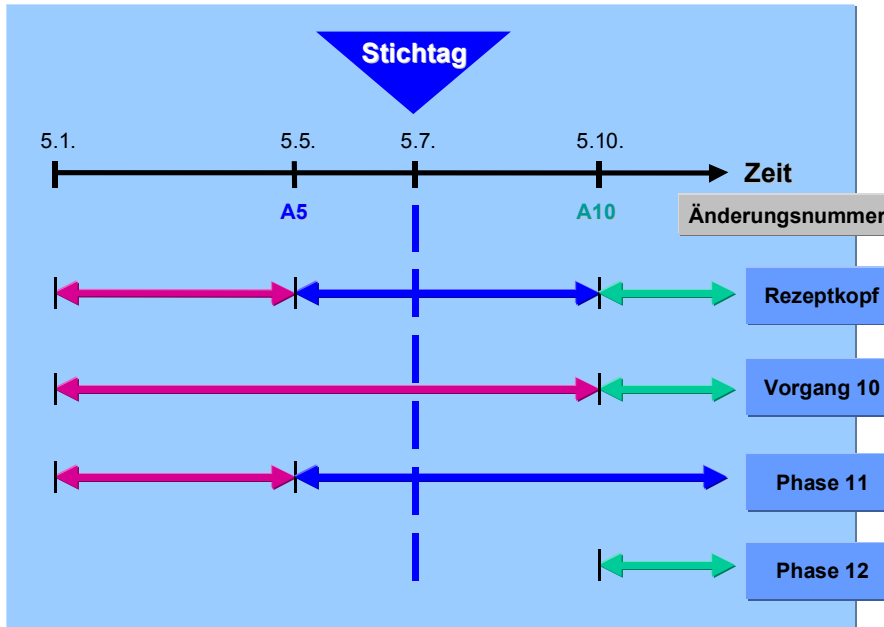 Stichtag
5.1.
5.5.
5.7.
5.10.
Zeit
A5
A10
Änderungsnummer
Rezeptkopf
Vorgang 10
Phase 11
Phase 12